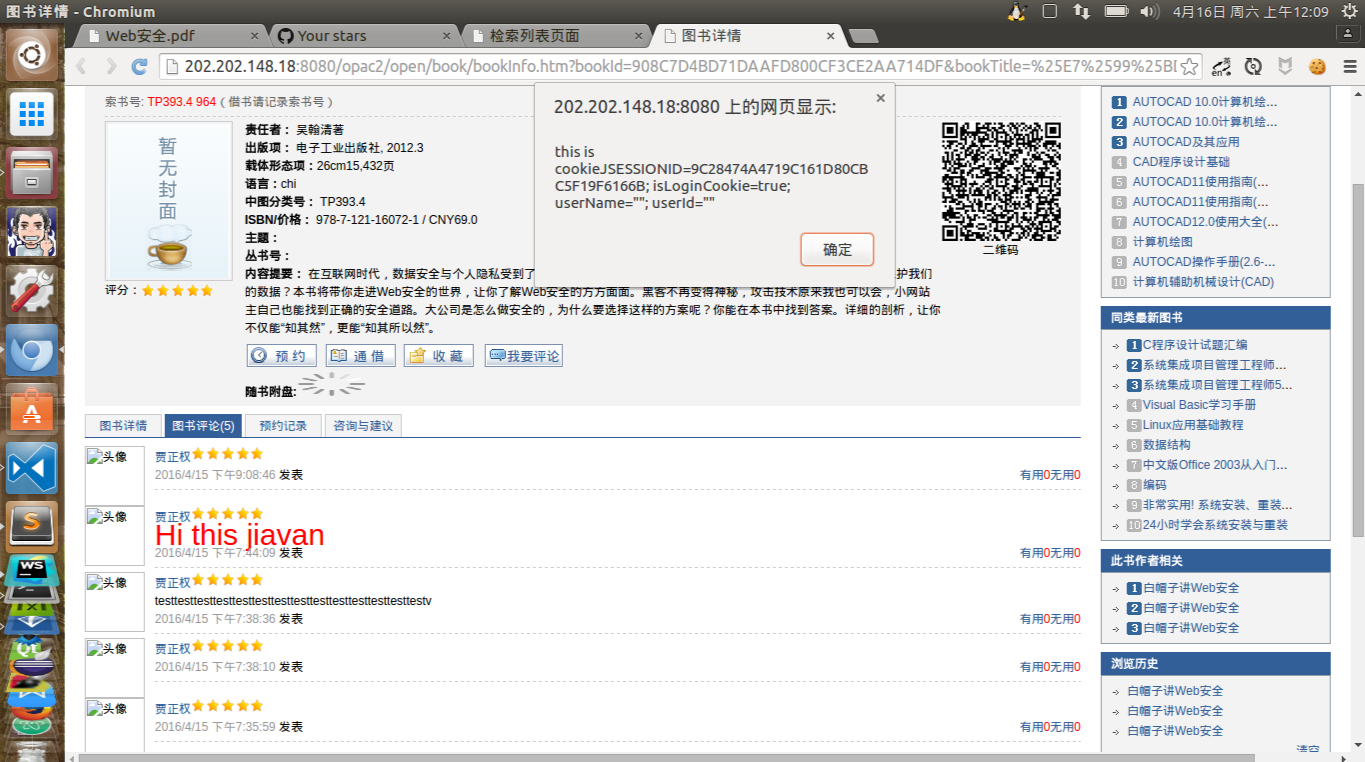 图书详情 - Chromium
4月16日 周六 上午12:09
Web安全.pdf
Your stars
检索列表页面
图书详情
202.202.148.18:8080/opac2/open/book/bookInfo.htm?bookId=908C7D4BD71DAAFD800CF3CE2AA714DF&bookTitle=%25E7%2599%25BD
索书号: TP393.4 964 ( 借书请记录索书号 )
暂
无
封
面
评分：
责任者： 吴翰清著
出版项： 电子工业出版社, 2012.3
载体形态项：26cm15,432页
语言：chi
中图分类号： TP393.4
ISBN/价格： 978-7-121-16072-1 / CNY69.0
主题：
丛书号：
内容提要： 在互联网时代，数据安全与个人隐私受到了
护我们
的数据？本书将带你走进Web安全的世界，让你了解Web安全的方方面面。黑客不再变得神秘，攻击技术原来我也可以会，小网站
主自己也能找到正确的安全道路。大公司是怎么做安全的，为什么要选择这样的方案呢？你能在本书中找到答案。详细的剖析，让你
不仅能“知其然”，更能“知其所以然”。
预 约
通 借
收 藏
我要评论
随书附盘:
二维码
202.202.148.18:8080 上的网页显示:
this is
cookieJSESSIONID=9C28474A4719C161D80CB
C5F19F6166B; isLoginCookie=true;
userName=""; userId=""
确定
图书详情
图书评论(5)
预约记录
咨询与建议
头像
贾正权
2016/4/15 下午9:08:46 发表
有用0无用0
头像
贾正权
Hi this jiavan
2016/4/15 下午7:44:09 发表
有用0无用0
头像
贾正权
testtesttesttesttesttesttesttesttesttesttesttesttesttesttestv
2016/4/15 下午7:38:36 发表
有用0无用0
头像
贾正权
2016/4/15 下午7:38:10 发表
有用0无用0
头像
贾正权
2016/4/15 下午7:35:59 发表
有用0无用0
1 AUTOCAD 10.0计算机绘...
2 AUTOCAD 10.0计算机绘...
3 AUTOCAD及其应用
4 CAD程序设计基础
5 AUTOCAD11使用指南(...
6 AUTOCAD11使用指南(...
7 AUTOCAD12.0使用大全(...
8 计算机绘图
9 AUTOCAD操作手册(2.6-...
10 计算机辅助机械设计(CAD)
同类最新图书
1 C程序设计试题汇编
2 系统集成项目管理工程师...
3 系统集成项目管理工程师5...
4 Visual Basic学习手册
5 Linux应用基础教程
6 数据结构
7 中文版Office 2003从入门...
8 编码
9 非常实用! 系统安装、重装...
10 24小时学会系统安装与重装
此书作者相关
1 白帽子讲Web安全
2 白帽子讲Web安全
3 白帽子讲Web安全
浏览历史
白帽子讲Web安全
白帽子讲Web安全
白帽子讲Web安全
清空